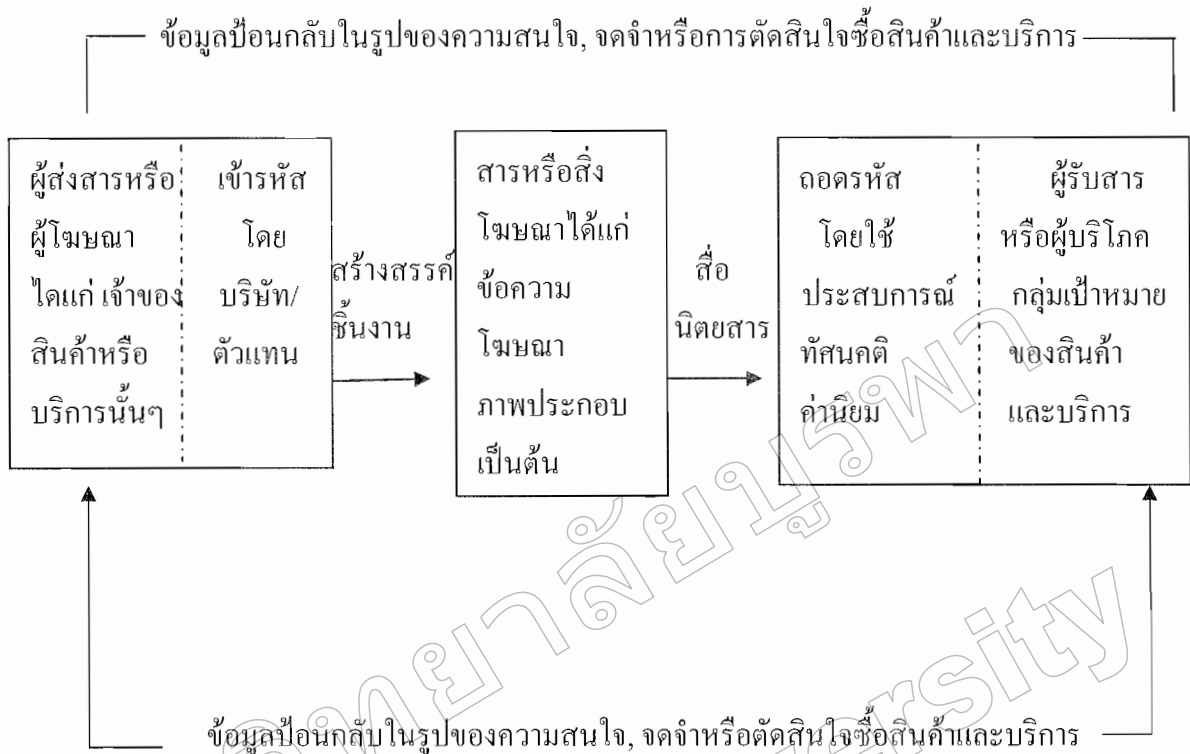 ข้อมูลป้อนกลับในรูปของความสนใจ, จดจำหรือการตัดสินใจซื้อสินค้าและบริการ
ผู้ส่งสารหรือ
ผู้โฆษณา
ไดแก่ เจ้าของ
สินค้าหรือ
บริการนั้นๆ
เข้ารหัส
โดย
บริษัท/
ตัวแทน
สร้างสรรค์
ชิ้นงาน
สารหรือสิ่ง
โฆษณาได้แก่
ข้อความ
โฆษณา
ภาพประกอบ
เป็นต้น
สื่อ
นิตยสาร
ถอดรหัส
โดยใช้
ประสบการณ์
ทัศนคติ
ค่านิยม
ผู้รับสาร
หรือผู้บริโภค
กลุ่มเป้าหมาย
ของสินค้า
และบริการ
ข้อมูลป้อนกลับในรูปของความสนใจ, จดจำหรือตัดสินใจซื้อสินค้าและบริการ
วิทยาลัยบูรพา
ersity